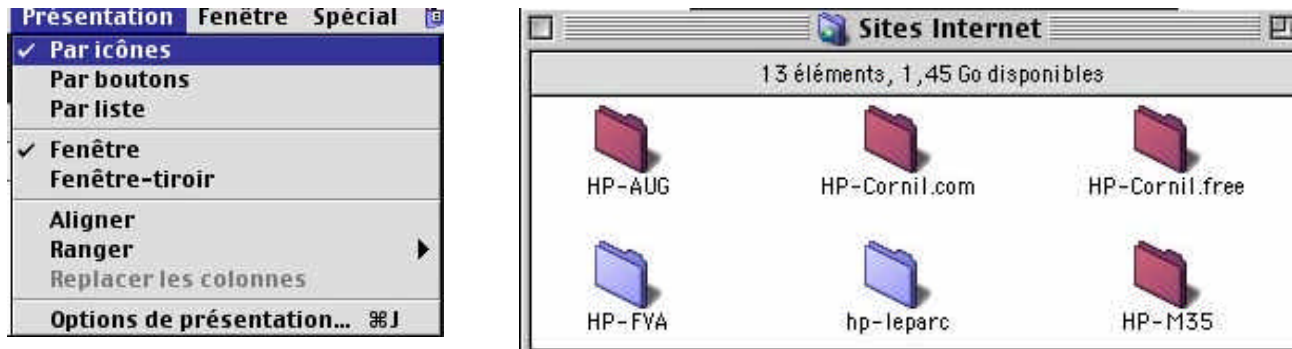 Présentation Fenêtre Spécial
✓ Par icônes
Par boutons
Par liste
✓ Fenêtre
Fenêtre-tiroir
Aligner
Ranger
Replacer les colonnes
Options de présentation... ⌘J
Sites Internet
13 éléments, 1,45 Go disponibles
HP-AUG HP-Cornil.com HP-Cornil.free
HP-FVA hp-leparc HP-M35